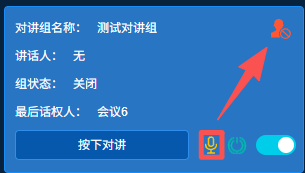 对讲组名称： 测试对讲组
讲话人： 无
组状态： 关闭
最后话权人： 会议6
按下对讲